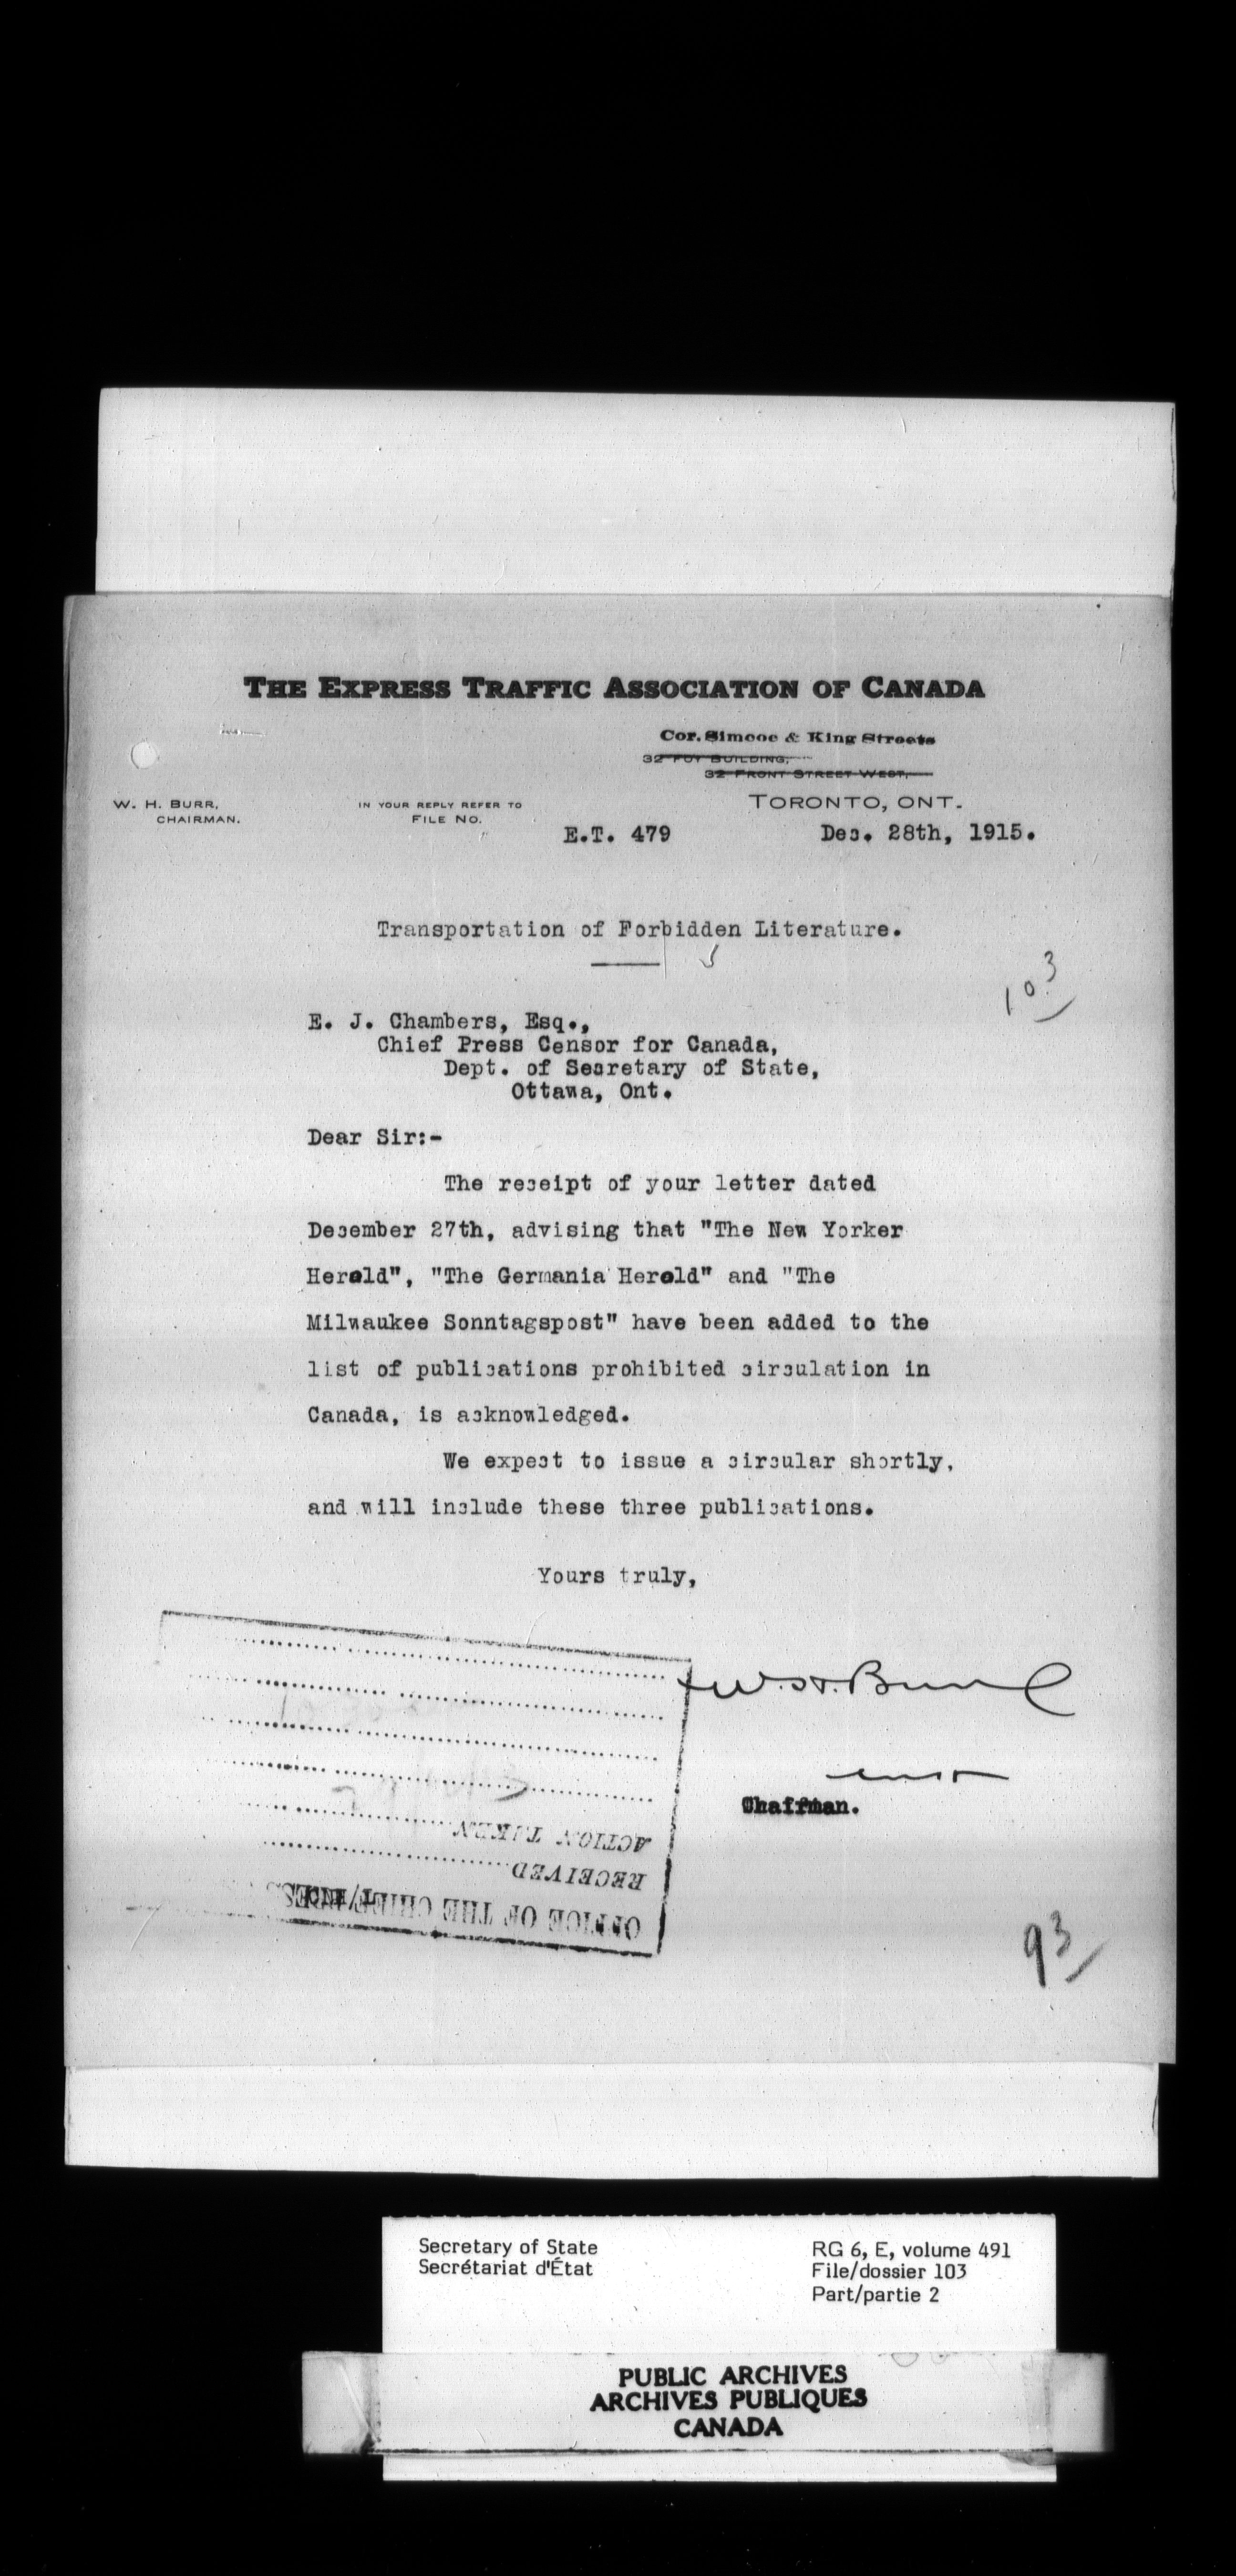 THE EXPRESS TRAFFIC ASSOCIATION OF CANADA
Cor. Simcoe & King Streets
32 FOY BUILDING,
32 FRONT STREET WEST,
W. H. BURR,
CHAIRMAN.
IN YOUR REPLY REFER TO
FILE NO.
TORONTO, ONT.
E.T. 479
Dec. 28th, 1915.
Transportation of Forbidden Literature.
103
E. J. Chambers, Esq.,
Chief Press Censor for Canada,
Dept. of Secretary of State,
Ottawa, Ont.
Dear Sir:-
The receipt of your letter dated
December 27th, advising that "The New Yorker
Herold", "The Germania Herold" and "The
Milwaukee Sonntagspost" have been added to the
list of publications prohibited circulation in
Canada, is acknowledged.
We expect to issue a circular shortly,
and will include these three publications.
Yours truly,
W. H. Burr
Chairman.
ACTION TAKEN
RECEIVED
OFFICE OF THE CHIEF
93
Secretary of State
Secrétariat d'État
RG 6, E, volume 491
File/dossier 103
Part/partie 2
PUBLIC ARCHIVES
ARCHIVES PUBLIQUES
CANADA